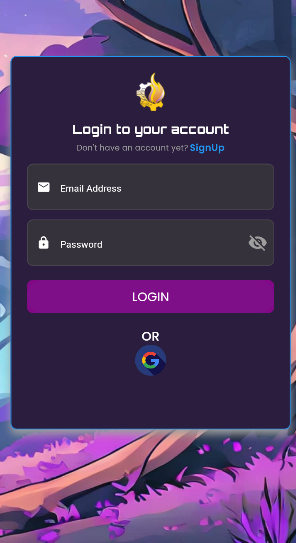 Login to your account
Don't have an account yet? SignUp
Email Address
Password
LOGIN
OR